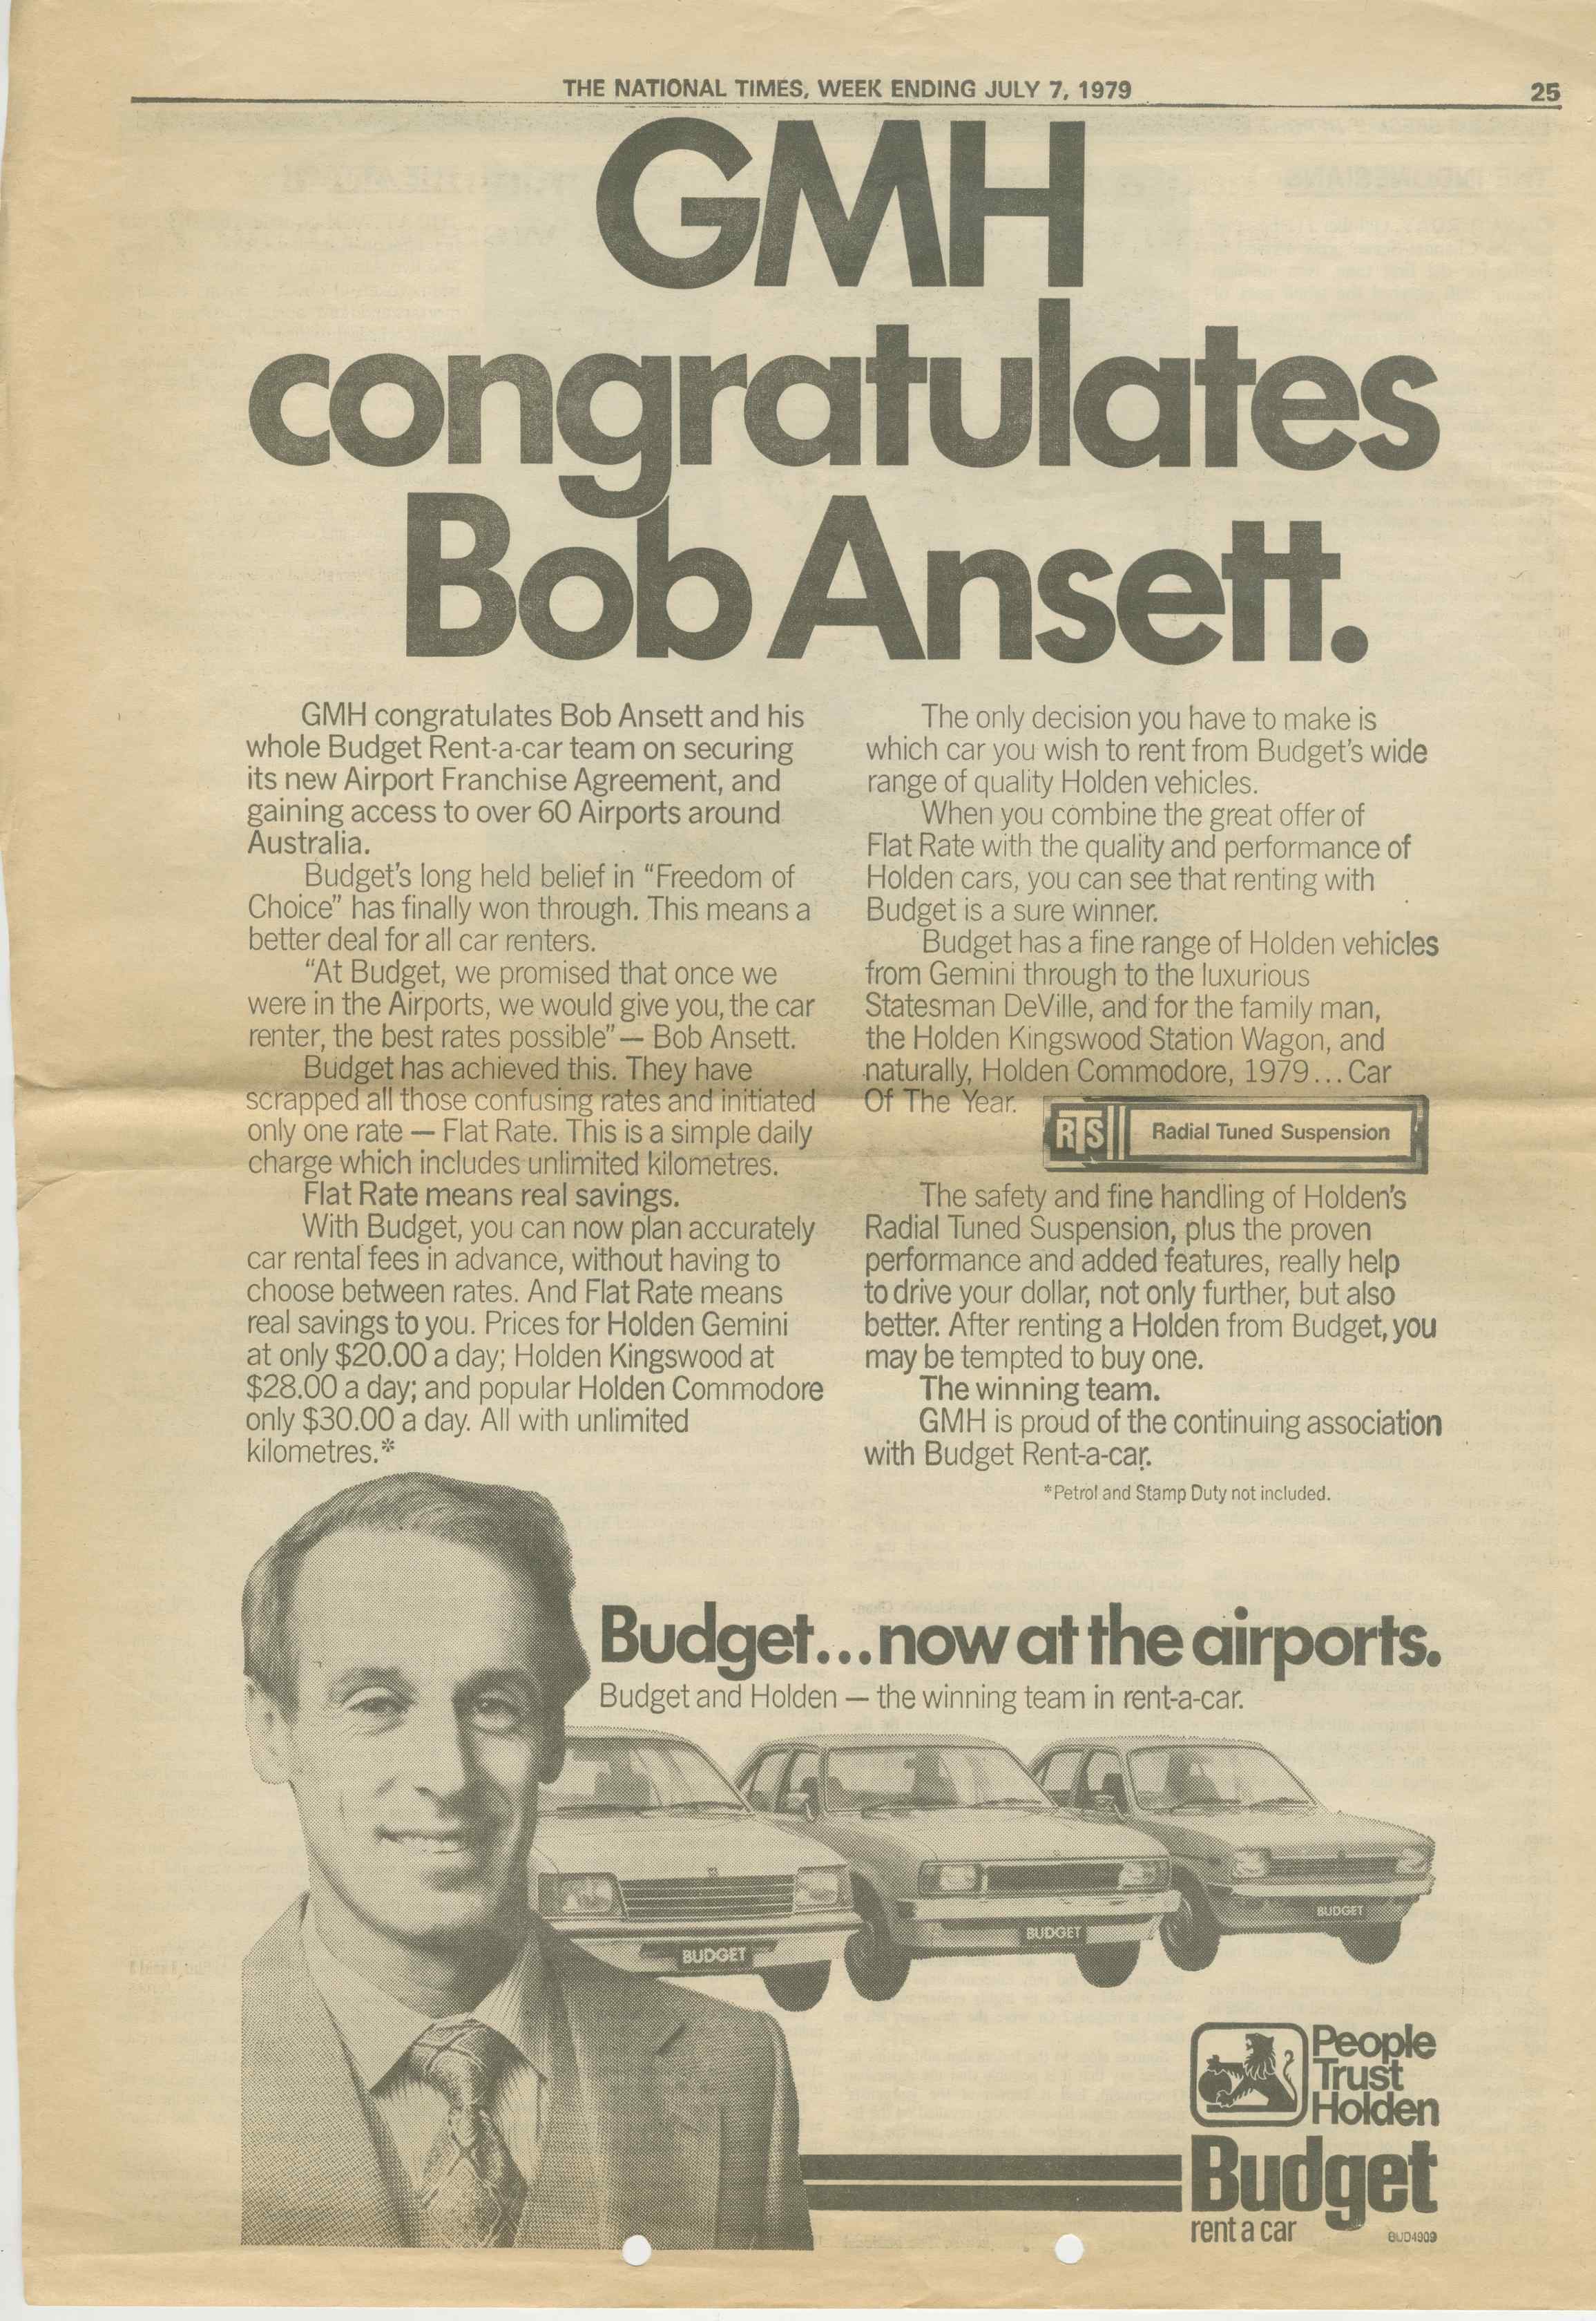 THE NATIONAL TIMES, WEEK ENDING JULY 7, 1979
25
GMH
congratulates
Bob Ansett.
GMH congratulates Bob Ansett and his
whole Budget Rent-a-car team on securing
its new Airport Franchise Agreement, and
gaining access to over 60 Airports around
Australia.
Budget's long held belief in "Freedom of
Choice" has finally won through. This means a
better deal for all car renters.
"At Budget, we promised that once we
were in the Airports, we would give you, the car
renter, the best rates possible" — Bob Ansett.
Budget has achieved this. They have
scrapped all those confusing rates and initiated
only one rate — Flat Rate. This is a simple daily
charge which includes unlimited kilometres.
Flat Rate means real savings.
With Budget, you can now plan accurately
car rental fees in advance, without having to
choose between rates. And Flat Rate means
real savings to you. Prices for Holden Gemini
at only $20.00 a day; Holden Kingswood at
$28.00 a day; and popular Holden Commodore
only $30.00 a day. All with unlimited
kilometres.*
The only decision you have to make is
which car you wish to rent from Budget's wide
range of quality Holden vehicles.
When you combine the great offer of
Flat Rate with the quality and performance of
Holden cars, you can see that renting with
Budget is a sure winner.
Budget has a fine range of Holden vehicles
from Gemini through to the luxurious
Statesman DeVille, and for the family man,
the Holden Kingswood Station Wagon, and
naturally, Holden Commodore, 1979... Car
Of The Year.
RTS Radial Tuned Suspension
The safety and fine handling of Holden's
Radial Tuned Suspension, plus the proven
performance and added features, really help
to drive your dollar, not only further, but also
better. After renting a Holden from Budget, you
may be tempted to buy one.
The winning team.
GMH is proud of the continuing association
with Budget Rent-a-car.
*Petrol and Stamp Duty not included.
Budget...now at the airports.
Budget and Holden — the winning team in rent-a-car.
BUDGET
BUDGET
BUDGET
People
Trust
Holden
Budget
rent a car
BUD4909